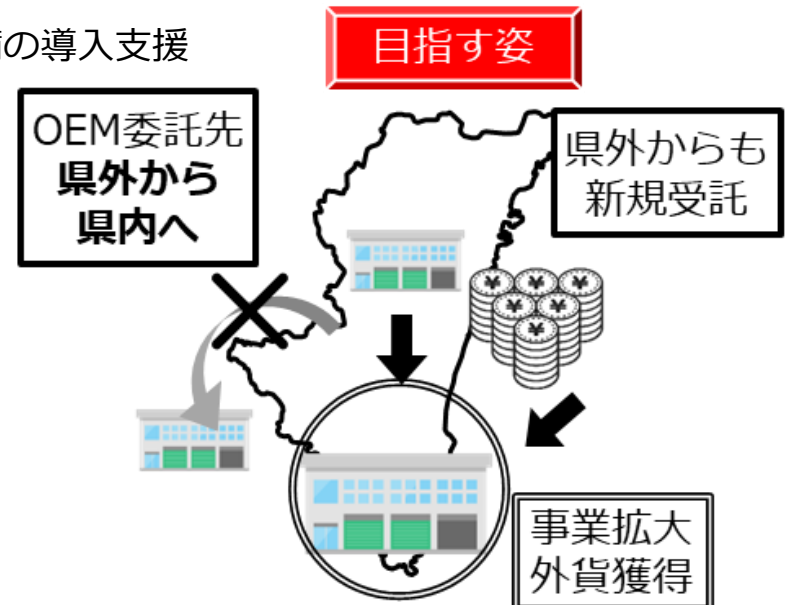 の導入支援
目指す姿
OEM委託先
県外から
県内へ
県外からも
新規受託
¥ ¥ ¥
¥ ¥
¥
事業拡大
外貨獲得